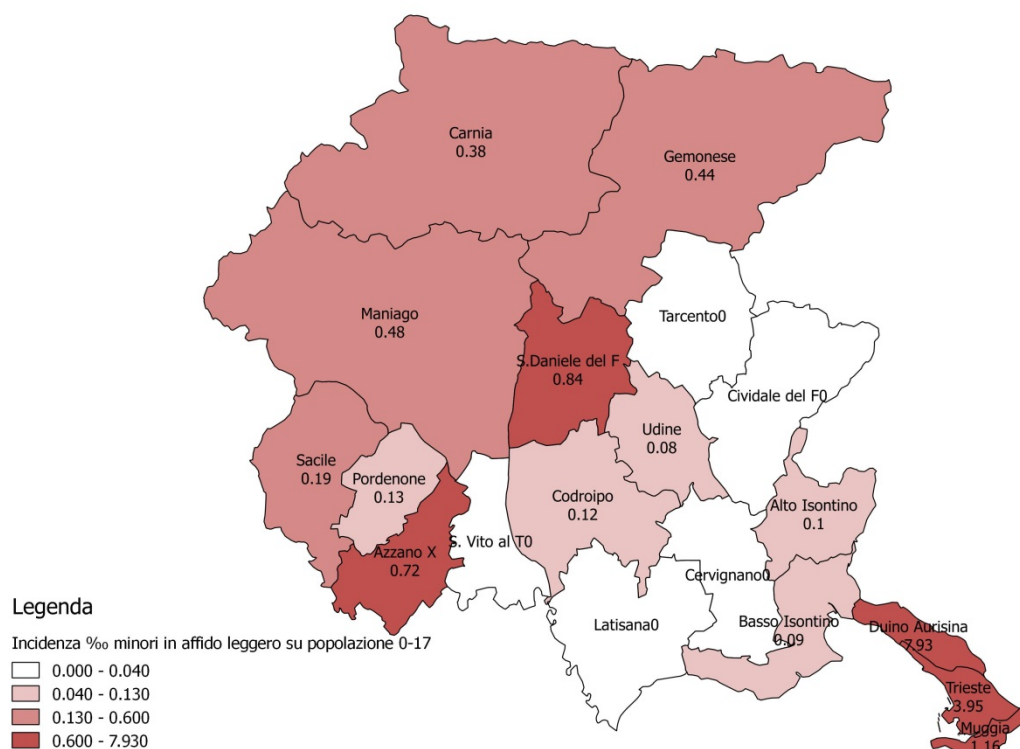 Carnia
0.38
Gemonese
0.44
Maniago
0.48
Tarcento0
S.Daniele del F
0.84
Cividale del F0
Udine
0.08
Sacile
0.19
Pordenone
0.13
Codroipo
0.12
Alto Isontino
0.1
Azzano X
0.72
S. Vito al T0
Cervignano0
Latisana0
Basso Isontino
0.09
Duino Aurisina
7.93
Trieste
3.95
Muggia
1.16
Legenda
Incidenza ‰ minori in affido leggero su popolazione 0-17
0.000 - 0.040
0.040 - 0.130
0.130 - 0.600
0.600 - 7.930